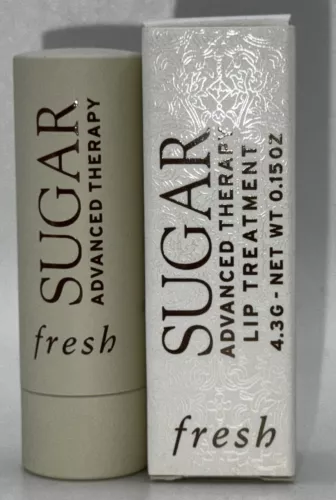 SUGAR
ADVANCED THERAPY
fresh
SUGAR
ADVANCED THERAPY
LIP TREATMENT
4.3G - NET WT 0.15OZ
fresh